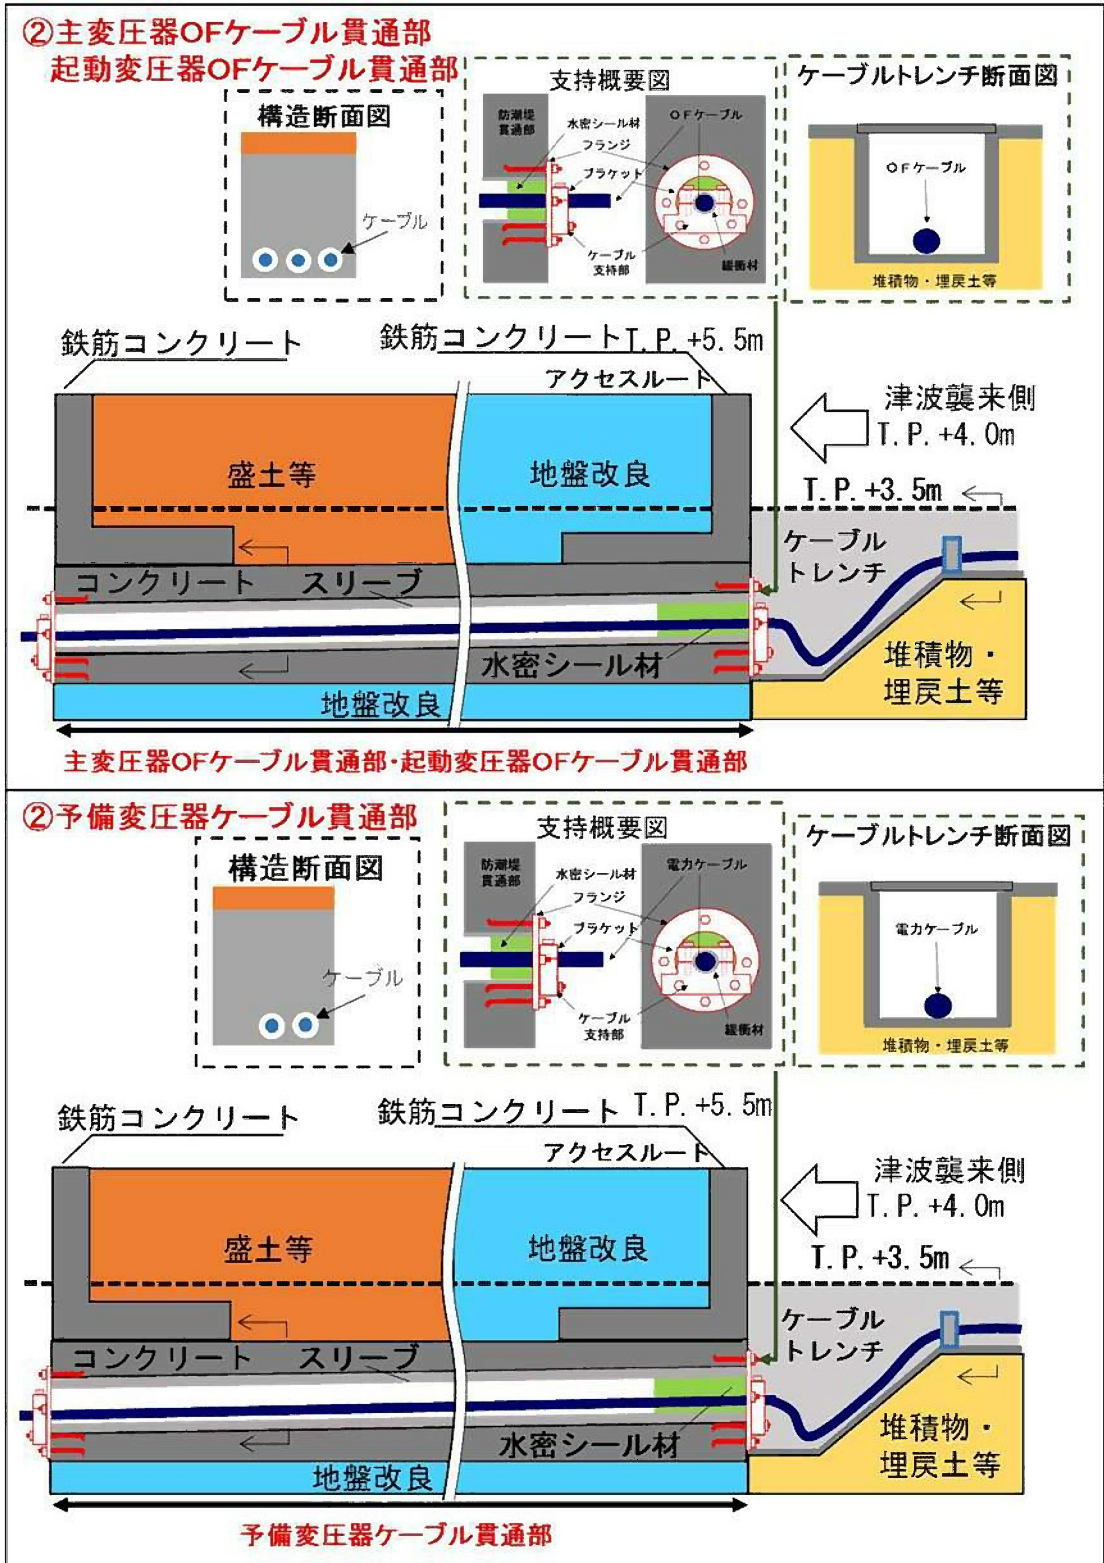 ②主変圧器OFケーブル貫通部
起動変圧器OFケーブル貫通部
構造断面図
ケーブル
支持概要図
防潮堤
貫通部
水密シール材
フランジ
ブラケット
OFケーブル
ケーブル
支持部
緩衝材
ケーブルトレンチ断面図
OFケーブル
堆積物・埋戻土等
鉄筋コンクリート
鉄筋コンクリート
T.P.+5.5m
アクセスルート
津波襲来側
T.P.+4.0m
盛土等
地盤改良
T.P.+3.5m
ケーブル
トレンチ
コンクリート
スリーブ
水密シール材
堆積物・
埋戻土等
地盤改良
主変圧器OFケーブル貫通部・起動変圧器OFケーブル貫通部
②予備変圧器ケーブル貫通部
構造断面図
ケーブル
支持概要図
防潮堤
貫通部
水密シール材
フランジ
ブラケット
電力ケーブル
ケーブル
支持部
緩衝材
ケーブルトレンチ断面図
電力ケーブル
堆積物・埋戻土等
鉄筋コンクリート
鉄筋コンクリート
T.P.+5.5m
アクセスルート
津波襲来側
T.P.+4.0m
盛土等
地盤改良
T.P.+3.5m
ケーブル
トレンチ
コンクリート
スリーブ
水密シール材
堆積物・
埋戻土等
地盤改良
予備変圧器ケーブル貫通部